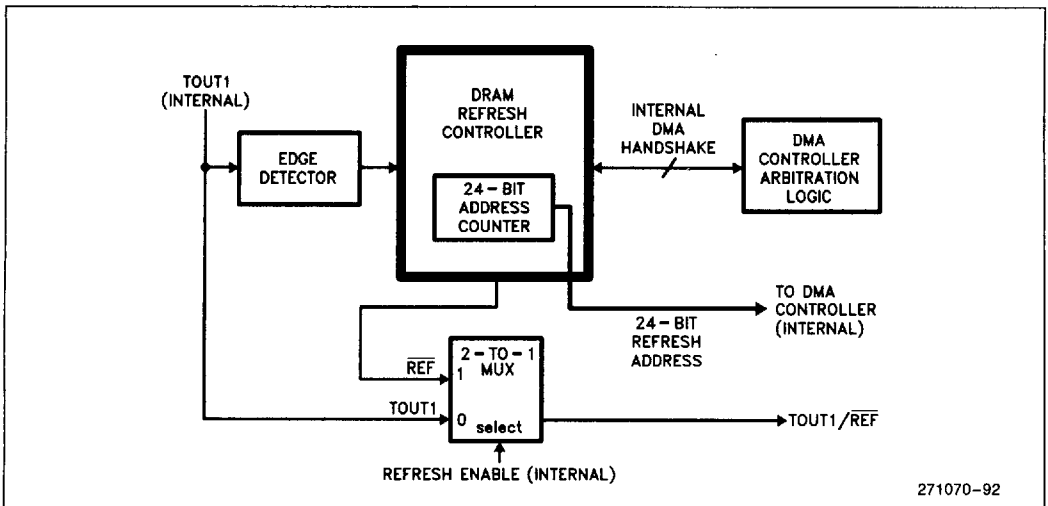 TOUT1
(INTERNAL)
EDGE
DETECTOR
DRAM
REFRESH
CONTROLLER
24-BIT
ADDRESS
COUNTER
INTERNAL
DMA
HANDSHAKE
DMA
CONTROLLER
ARBITRATION
LOGIC
TO DMA
CONTROLLER
(INTERNAL)
24-BIT
REFRESH
ADDRESS
2-TO-1
MUX
REF
1
TOUT1
0
select
TOUT1/REF
REFRESH ENABLE (INTERNAL)
271070-92